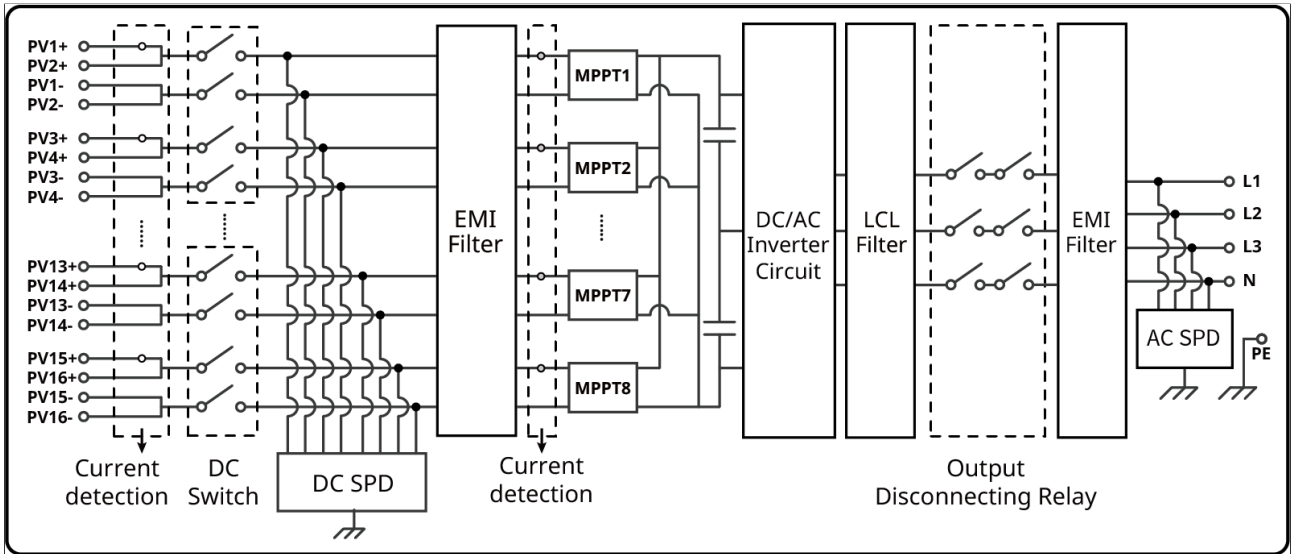 PV1+
PV2+
PV1-
PV2-
PV3+
PV4+
PV3-
PV4-
PV13+
PV14+
PV13-
PV14-
PV15+
PV16+
PV15-
PV16-
Current
detection
DC
Switch
DC SPD
EMI
Filter
Current
detection
MPPT1
MPPT2
MPPT7
MPPT8
DC/AC
Inverter
Circuit
LCL
Filter
Output
Disconnecting Relay
EMI
Filter
L1
L2
L3
N
AC SPD
PE